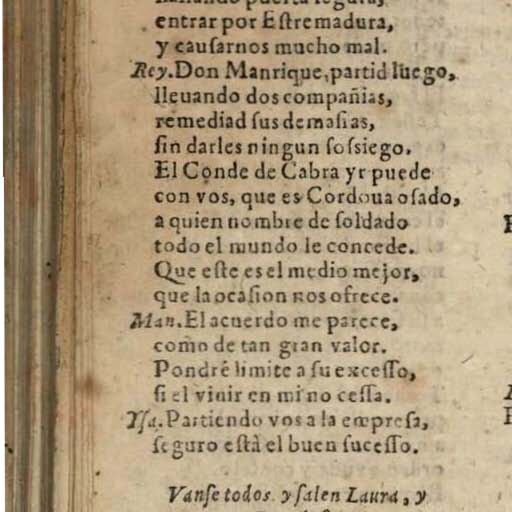 entrar por Estremadura,
y causarnos mucho mal.
Rey. Don Manrique, partid luego,
lleuando dos compañias,
remediad sus demasias,
sin darles ningun sossiego.
El Conde de Cabra yr puede
con vos, que es Cordoua osado,
a quien nombre de soldado
todo el mundo le concede.
Que este es el medio mejor,
que la ocasion nos ofrece.
Man. El acuerdo me parece,
como de tan gran valor.
Pondrè limite a su excesso,
si el viuir en mi no cessa.
Ysa. Partiendo vos a la empresa,
seguro està el buen sucesso.
Vanse todos y salen Laura, y